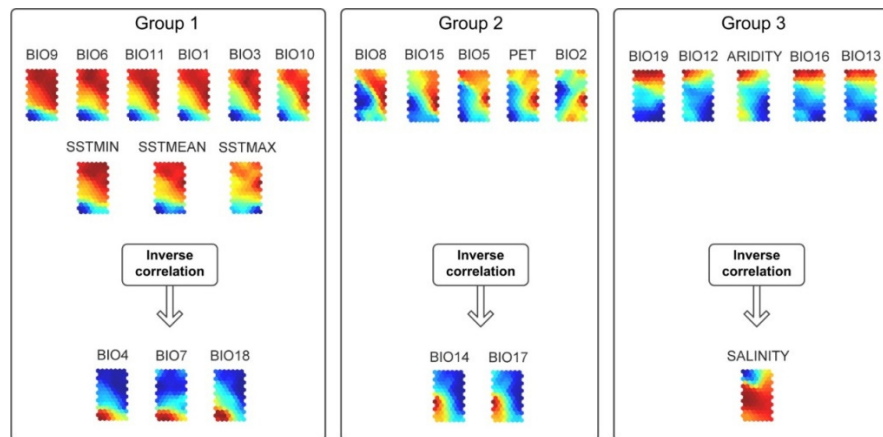 Group 1
BIO9 BIO6 BIO11 BIO1 BIO3 BIO10
SSTMIN SSTMEAN SSTMAX
Inverse
correlation
BIO4 BIO7 BIO18
Group 2
BIO8 BIO15 BIO5 PET BIO2
Inverse
correlation
BIO14 BIO17
Group 3
BIO19 BIO12 ARIDITY BIO16 BIO13
Inverse
correlation
SALINITY